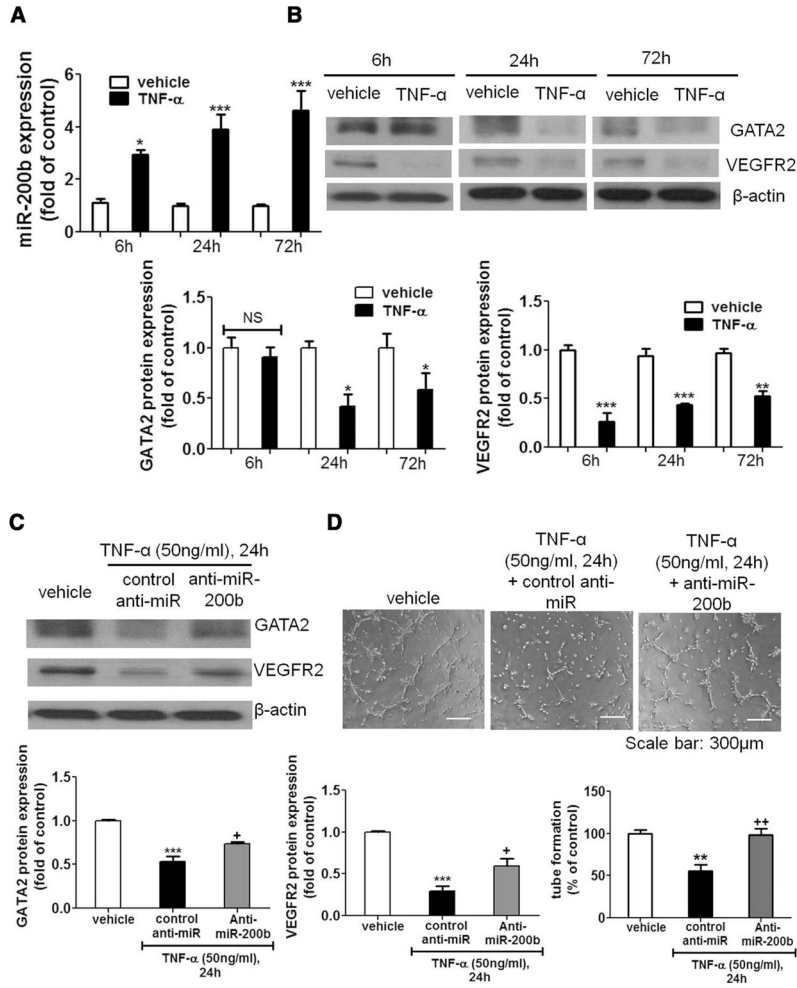 A
miR-200b expression
(fold of control)
6
4
2
0
vehicle
TNF-α
*
***
***
6h
24h
72h
B
6h
24h
72h
vehicle TNF-α
vehicle TNF-α
vehicle TNF-α
GATA2
VEGFR2
β-actin
GATA2 protein expression
(fold of control)
1.5
1.0
0.5
0.0
NS
vehicle
TNF-α
*
*
6h
24h
72h
VEGFR2 protein expression
(fold of control)
1.5
1.0
0.5
0.0
vehicle
TNF-α
***
***
**
6h
24h
72h
C
TNF-α (50ng/ml), 24h
vehicle
control
anti-miR
anti-miR-
200b
GATA2
VEGFR2
β-actin
GATA2 protein expression
(fold of control)
1.5
1.0
0.5
0.0
***
+
vehicle
control
anti-miR
Anti-
miR-200b
TNF-α (50ng/ml),
24h
VEGFR2 protein expression
(fold of control)
1.5
1.0
0.5
0.0
***
+
vehicle
control
anti-miR
Anti-
miR-200b
TNF-α (50ng/ml),
24h
D
vehicle
TNF-α
(50ng/ml, 24h)
+ control anti-
miR
TNF-α
(50ng/ml, 24h)
+ anti-miR-
200b
Scale bar: 300μm
tube formation
(% of control)
150
100
50
0
**
++
vehicle
control
anti-miR
Anti-
miR-200b
TNF-α (50ng/ml),
24h